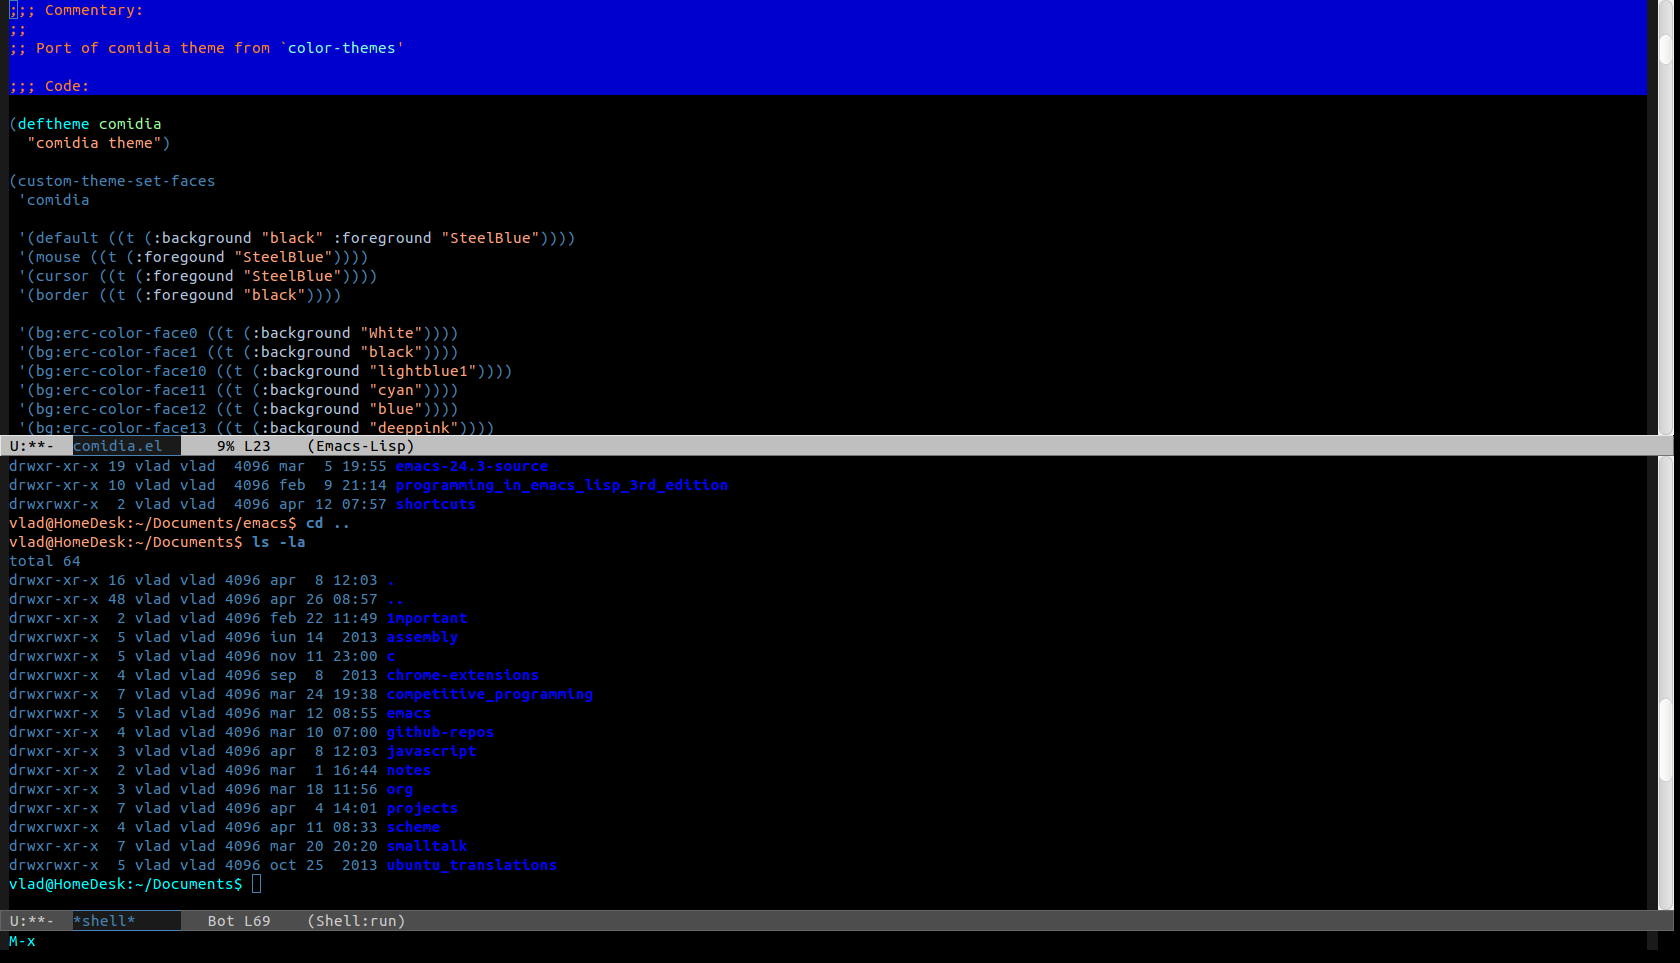 ;;; Commentary:
;;
;; Port of comidia theme from `color-themes'
;;; Code:
(deftheme comidia
  "comidia theme")
(custom-theme-set-faces
 'comidia
 '(default ((t (:background "black" :foreground "SteelBlue"))))
 '(mouse ((t (:foregound "SteelBlue"))))
 '(cursor ((t (:foregound "SteelBlue"))))
 '(border ((t (:foregound "black"))))
 '(bg:erc-color-face0 ((t (:background "White"))))
 '(bg:erc-color-face1 ((t (:background "black"))))
 '(bg:erc-color-face10 ((t (:background "lightblue1"))))
 '(bg:erc-color-face11 ((t (:background "cyan"))))
 '(bg:erc-color-face12 ((t (:background "blue"))))
 '(bg:erc-color-face13 ((t (:background "deeppink"))))
U:**-  comidia.el      9% L23    (Emacs-Lisp)
drwxr-xr-x 19 vlad vlad  4096 mar  5 19:55 emacs-24.3-source
drwxr-xr-x 10 vlad vlad  4096 feb  9 21:14 programming_in_emacs_lisp_3rd_edition
drwxrwxr-x  2 vlad vlad  4096 apr 12 07:57 shortcuts
vlad@HomeDesk:~/Documents/emacs$ cd ..
vlad@HomeDesk:~/Documents$ ls -la
total 64
drwxr-xr-x 16 vlad vlad 4096 apr  8 12:03 .
drwxr-xr-x 48 vlad vlad 4096 apr 26 08:57 ..
drwxr-xr-x  2 vlad vlad 4096 feb 22 11:49 1mportant
drwxrwxr-x  5 vlad vlad 4096 iun 14  2013 assembly
drwxrwxr-x  5 vlad vlad 4096 nov 11 23:00 c
drwxrwxr-x  4 vlad vlad 4096 sep  8  2013 chrome-extensions
drwxrwxr-x  7 vlad vlad 4096 mar 24 19:38 competitive_programming
drwxrwxr-x  5 vlad vlad 4096 mar 12 08:55 emacs
drwxrwxr-x  4 vlad vlad 4096 mar 10 07:00 github-repos
drwxrwxr-x  3 vlad vlad 4096 apr  8 12:03 javascript
drwxr-xr-x  2 vlad vlad 4096 mar  1 16:44 notes
drwxr-xr-x  3 vlad vlad 4096 mar 18 11:56 org
drwxr-xr-x  7 vlad vlad 4096 apr  4 14:01 projects
drwxrwxr-x  4 vlad vlad 4096 apr 11 08:33 scheme
drwxr-xr-x  7 vlad vlad 4096 mar 20 20:20 smalltalk
drwxrwxr-x  5 vlad vlad 4096 oct 25  2013 ubuntu_translations
vlad@HomeDesk:~/Documents$
U:**-  *shell*        Bot L69    (Shell:run)
M-x